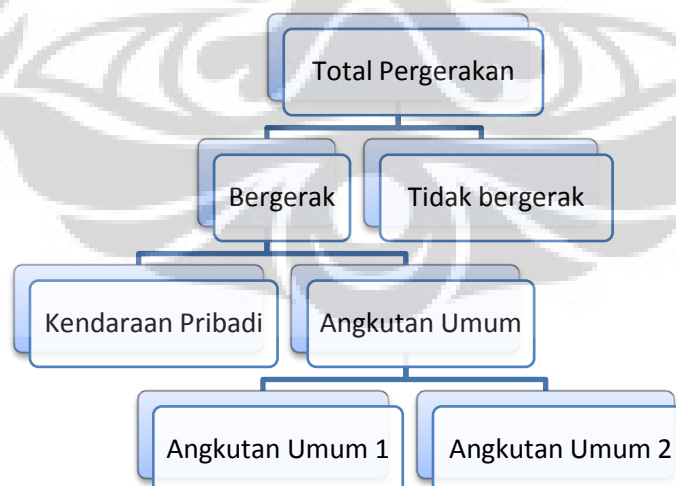 Total Pergerakan
Bergerak
Tidak bergerak
Kendaraan Pribadi
Angkutan Umum
Angkutan Umum 1
Angkutan Umum 2